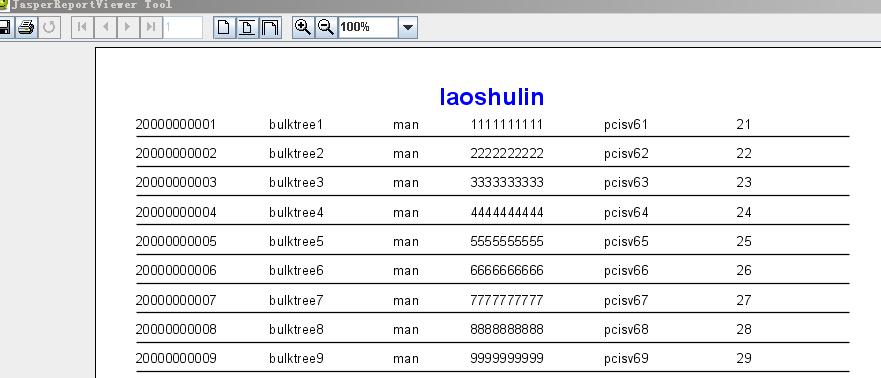 JasperReportViewer Tool
1
100%
laoshulin
20000000001 bulktree1 man 1111111111 pcisv61 21
20000000002 bulktree2 man 2222222222 pcisv62 22
20000000003 bulktree3 man 3333333333 pcisv63 23
20000000004 bulktree4 man 4444444444 pcisv64 24
20000000005 bulktree5 man 5555555555 pcisv65 25
20000000006 bulktree6 man 6666666666 pcisv66 26
20000000007 bulktree7 man 7777777777 pcisv67 27
20000000008 bulktree8 man 8888888888 pcisv68 28
20000000009 bulktree9 man 9999999999 pcisv69 29